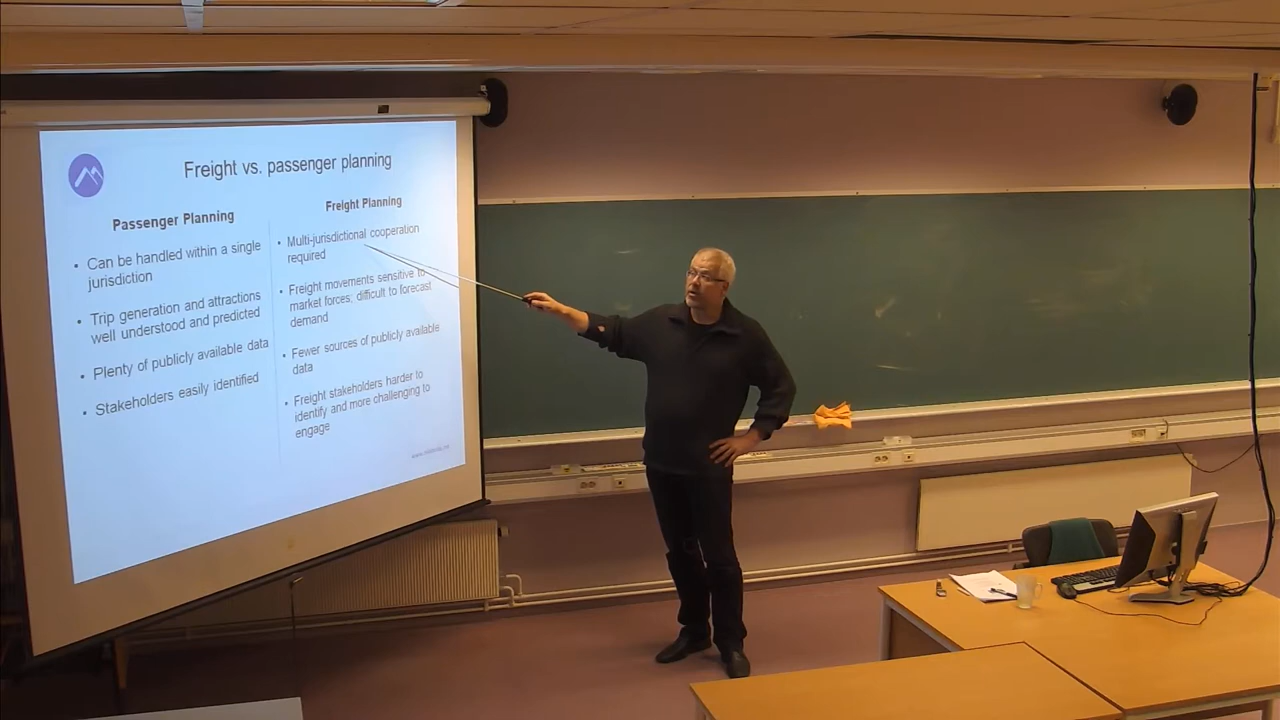 Freight vs. passenger planning
Passenger Planning
• Can be handled within a single
jurisdiction
• Trip generation and attractions
well understood and predicted
• Plenty of publicly available data
• Stakeholders easily identified
Freight Planning
• Multi-jurisdictional cooperation
required
• Freight movements sensitive to
market forces; difficult to forecast
demand
• Fewer sources of publicly available
data
• Freight stakeholders harder to
identify and more challenging to
engage